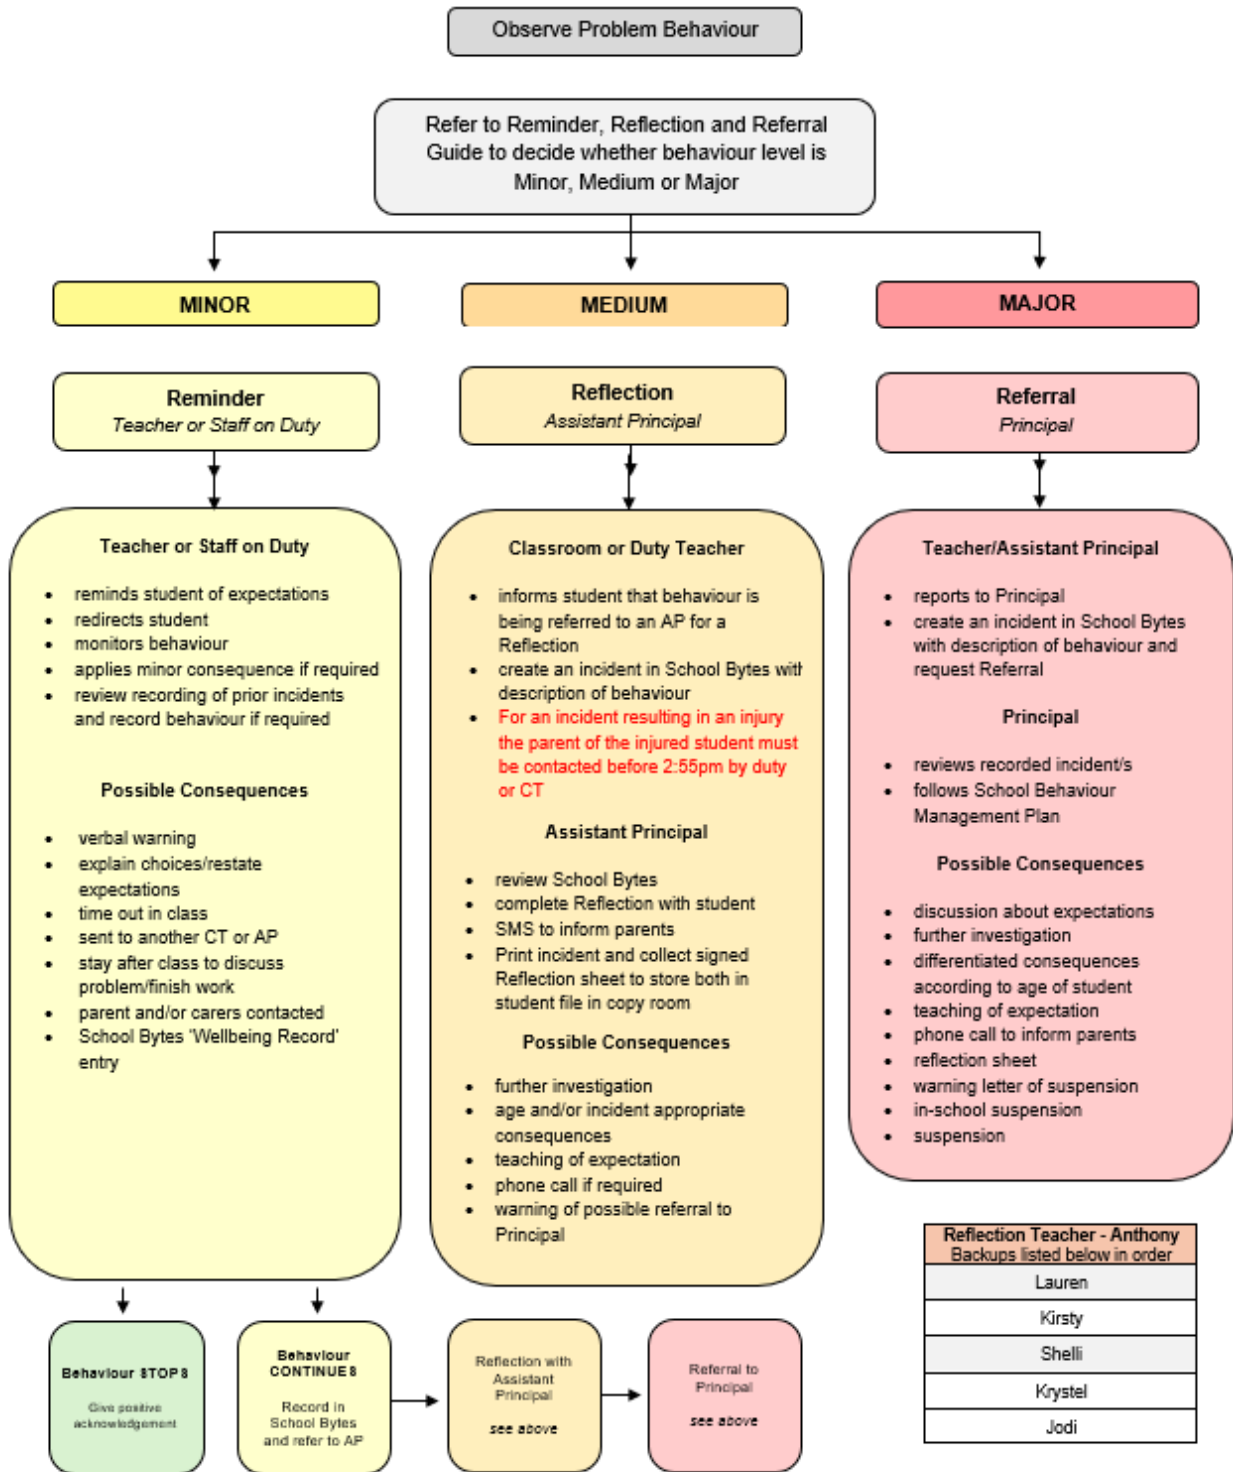 Observe Problem Behaviour
Refer to Reminder, Reflection and Referral
Guide to decide whether behaviour level is
Minor, Medium or Major
MINOR
MEDIUM
MAJOR
Reminder
Teacher or Staff on Duty
Reflection
Assistant Principal
Referral
Principal
Teacher or Staff on Duty
• reminds student of expectations
• redirects student
• monitors behaviour
• applies minor consequence if required
• review recording of prior incidents
and record behaviour if required
Possible Consequences
• verbal warning
• explain choices/restate
expectations
• time out in class
• sent to another CT or AP
• stay after class to discuss
problem/finish work
• parent and/or carers contacted
• School Bytes 'Wellbeing Record'
entry
Classroom or Duty Teacher
• informs student that behaviour is
being referred to an AP for a
Reflection
• create an incident in School Bytes with
description of behaviour
• For an incident resulting in an injury
the parent of the injured student must
be contacted before 2:55pm by duty
or CT
Assistant Principal
• review School Bytes
• complete Reflection with student
• SMS to inform parents
• Print incident and collect signed
Reflection sheet to store both in
student file in copy room
Possible Consequences
• further investigation
• age and/or incident appropriate
consequences
• teaching of expectation
• phone call if required
• warning of possible referral to
Principal
Teacher/Assistant Principal
• reports to Principal
• create an incident in School Bytes
with description of behaviour and
request Referral
Principal
• reviews recorded incident/s
• follows School Behaviour
Management Plan
Possible Consequences
• discussion about expectations
• further investigation
• differentiated consequences
according to age of student
• teaching of expectation
• phone call to inform parents
• reflection sheet
• warning letter of suspension
• in-school suspension
• suspension
Behaviour STOPS
Give positive
acknowledgement
Behaviour
CONTINUES
Record in
School Bytes
and refer to AP
Reflection with
Assistant
Principal
see above
Referral to
Principal
see above
Reflection Teacher - Anthony
Backups listed below in order
Lauren
Kirsty
Shelli
Krystel
Jodi